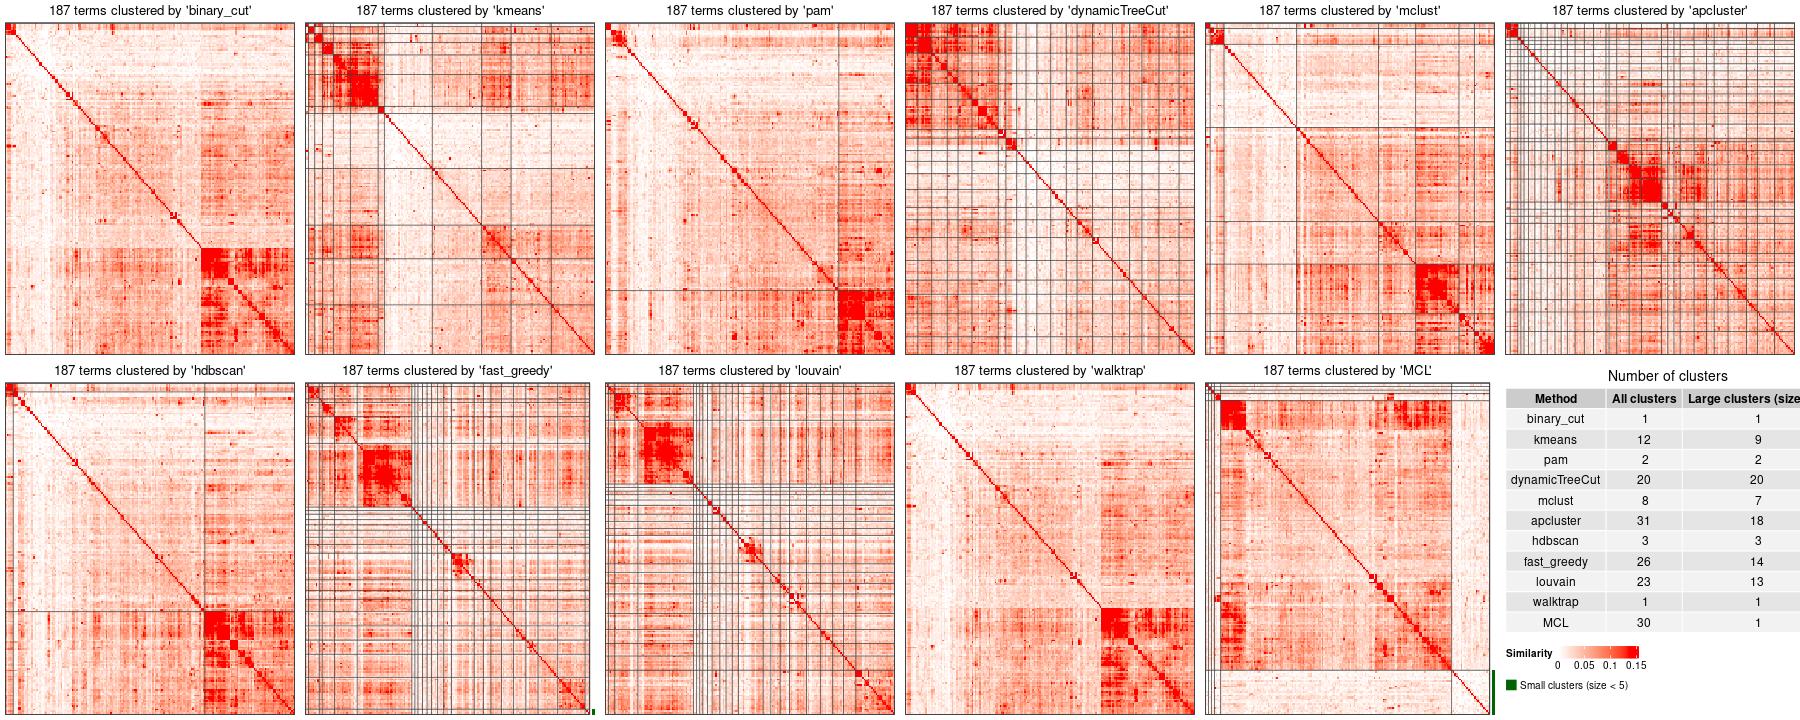 187 terms clustered by 'binary_cut'
187 terms clustered by 'kmeans'
187 terms clustered by 'pam'
187 terms clustered by 'dynamicTreeCut'
187 terms clustered by 'mclust'
187 terms clustered by 'apcluster'
187 terms clustered by 'hdbscan'
187 terms clustered by 'fast_greedy'
187 terms clustered by 'louvain'
187 terms clustered by 'walktrap'
187 terms clustered by 'MCL'
Number of clusters
Method All clusters Large clusters (size
binary_cut 1 1
kmeans 12 9
pam 2 2
dynamicTreeCut 20 20
mclust 8 7
apcluster 31 18
hdbscan 3 3
fast_greedy 26 14
louvain 23 13
walktrap 1 1
MCL 30 1
Similarity
0 0.05 0.1 0.15
Small clusters (size < 5)